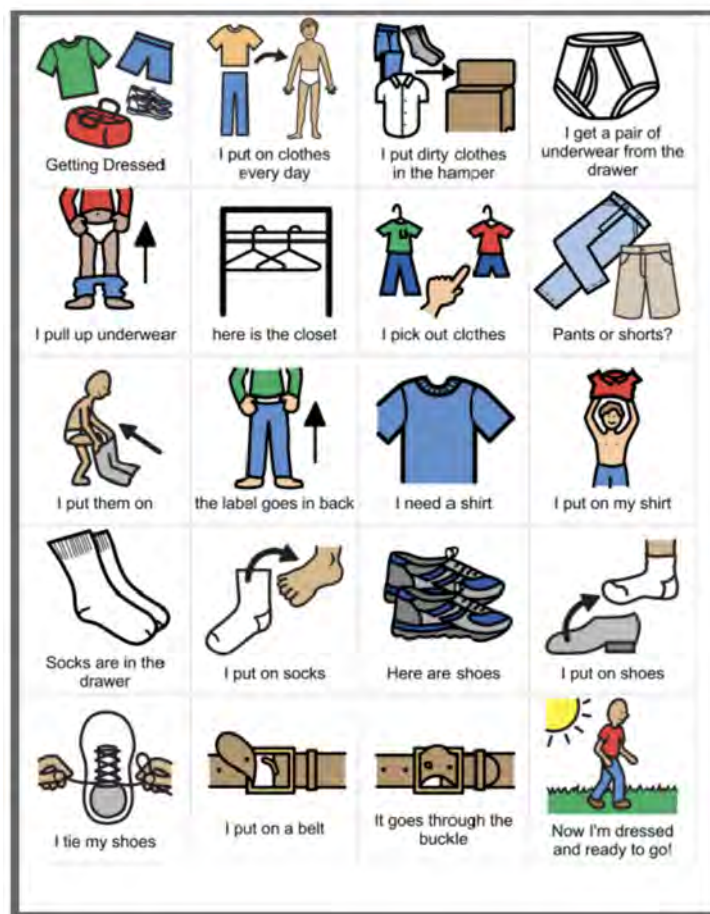 Getting Dressed
I put on clothes
every day
I put dirty clothes
in the hamper
I get a pair of
underwear from the
drawer
I pull up underwear
here is the closet
I pick out clothes
Pants or shorts?
I put them on
the label goes in back
I need a shirt
I put on my shirt
Socks are in the
drawer
I put on socks
Here are shoes
I put on shoes
I tie my shoes
I put on a belt
It goes through the
buckle
Now I'm dressed
and ready to go!